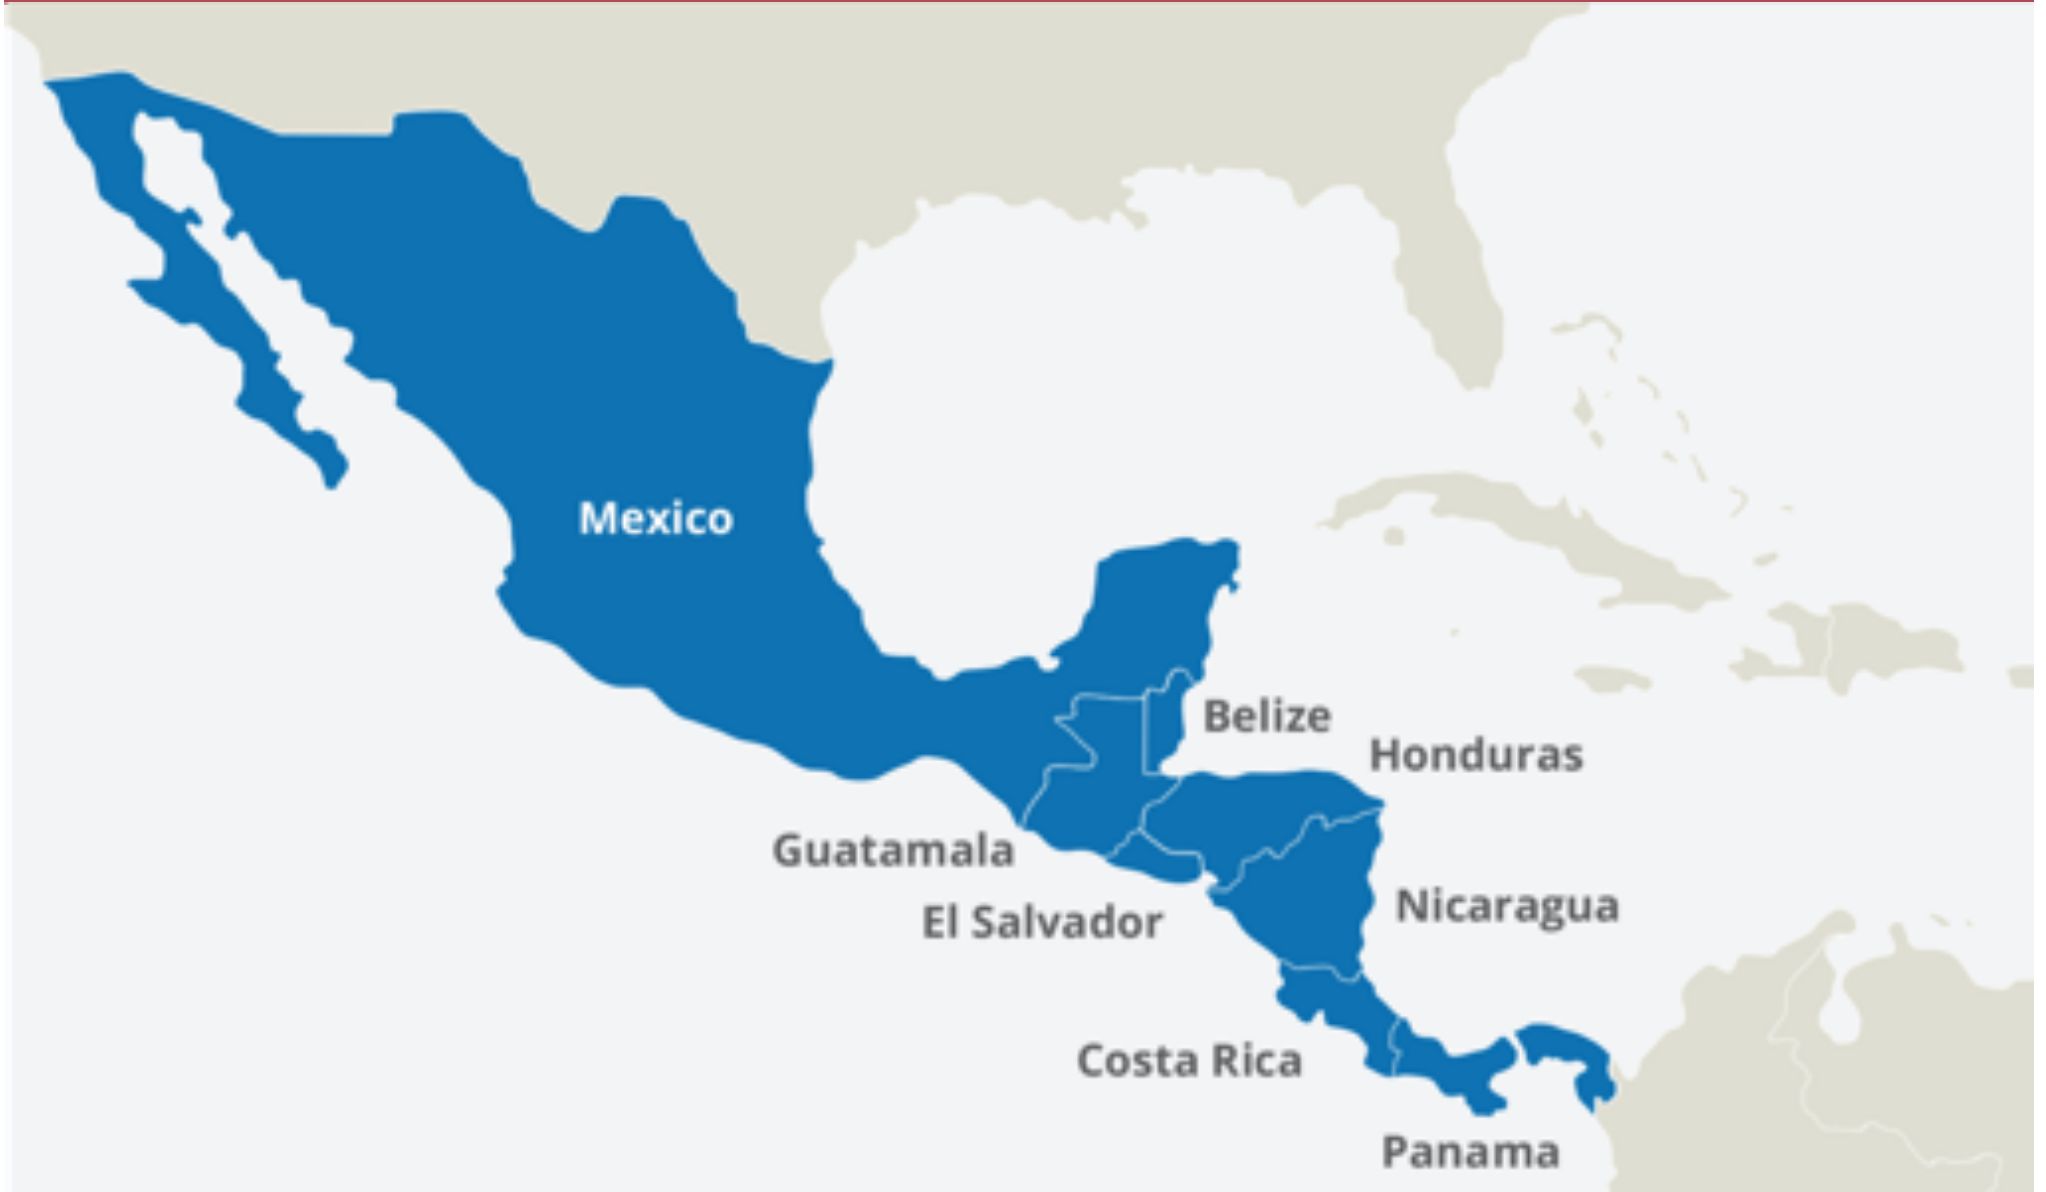 Mexico
Belize
Honduras
Guatamala
El Salvador
Nicaragua
Costa Rica
Panama